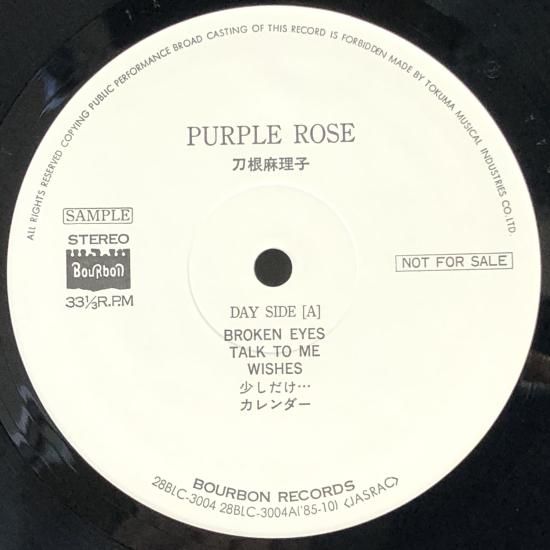 ALL RIGHTS RESERVED COPYING PUBLIC PERFORMANCE BROAD CASTING OF THIS RECORD IS FORBIDDEN MADE BY TOKUMA MUSICAL INDUSTRIES CO.LTD.
PURPLE ROSE
刀根麻理子
SAMPLE
STEREO
BOURBON
33⅓R.P.M
NOT FOR SALE
DAY SIDE [A]
BROKEN EYES
TALK TO ME
WISHES
少しだけ…
カレンダー
BOURBON RECORDS
28BLC-3004 28BLC-3004A('85-10) (JASRAC)